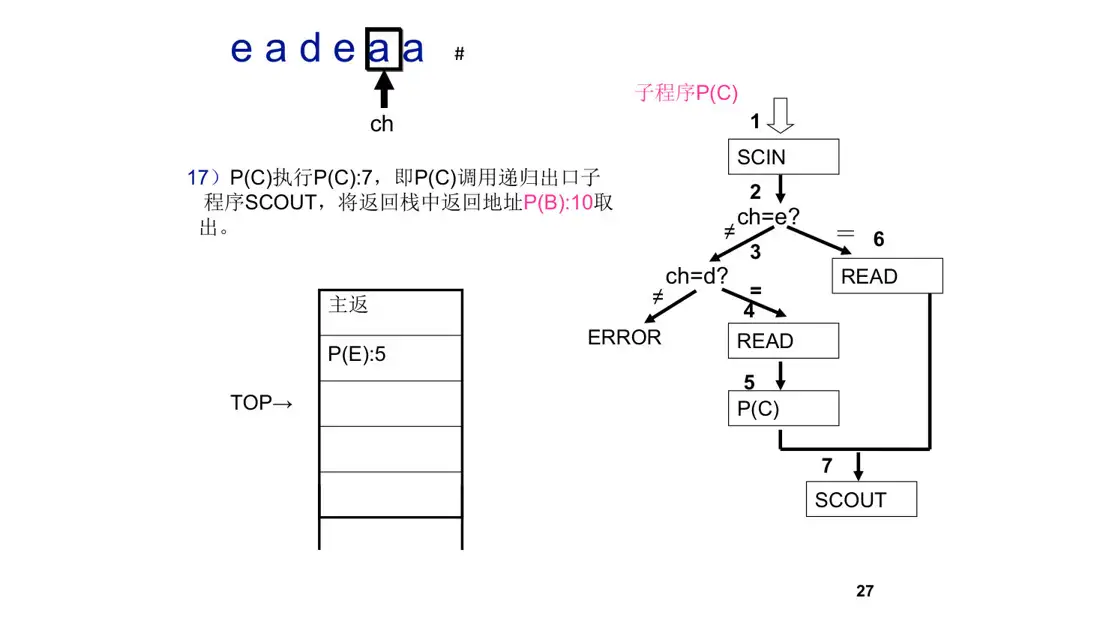 e a d e a a #
ch
17）P(C)执行P(C):7，即P(C)调用递归出口子
程序SCOUT，将返回栈中返回地址P(B):10取
出。
主返
P(E):5
TOP→
子程序P(C)
1
SCIN
2
ch=e?
≠
＝
6
3
READ
ch=d?
≠
=
4
ERROR
READ
5
P(C)
7
SCOUT
27